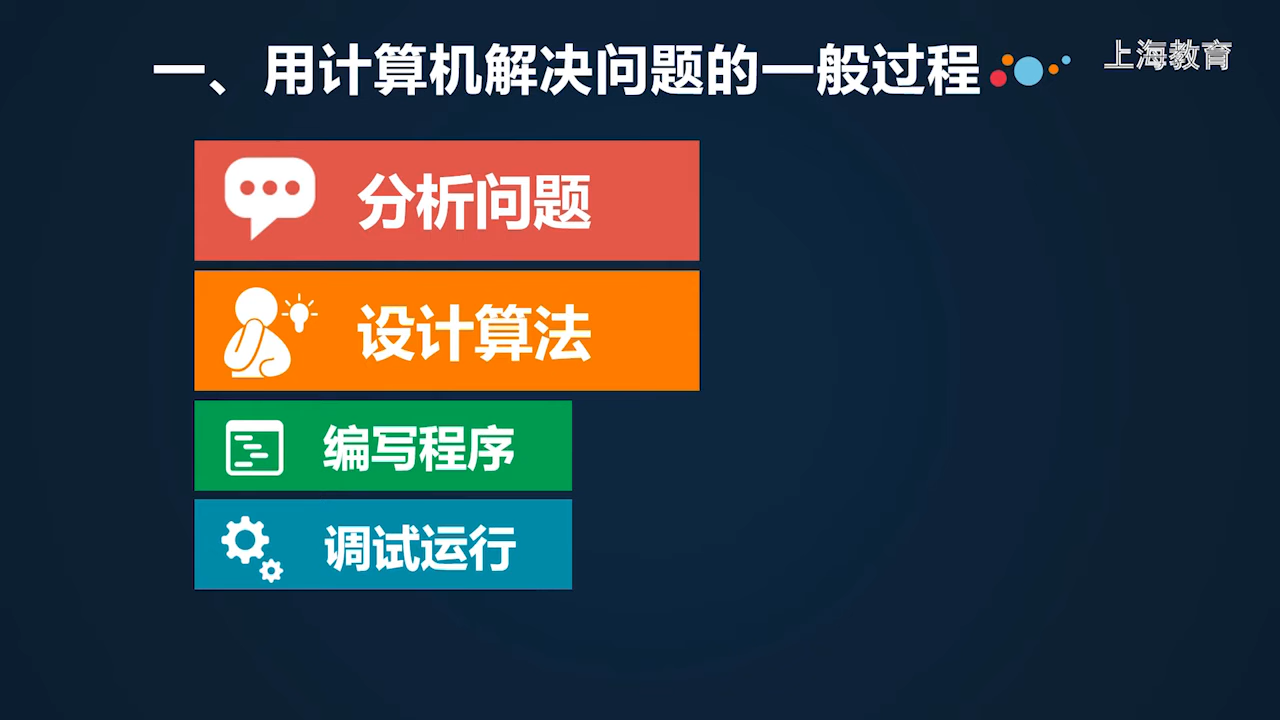 一、用计算机解决问题的一般过程
上海教育
分析问题
设计算法
编写程序
调试运行